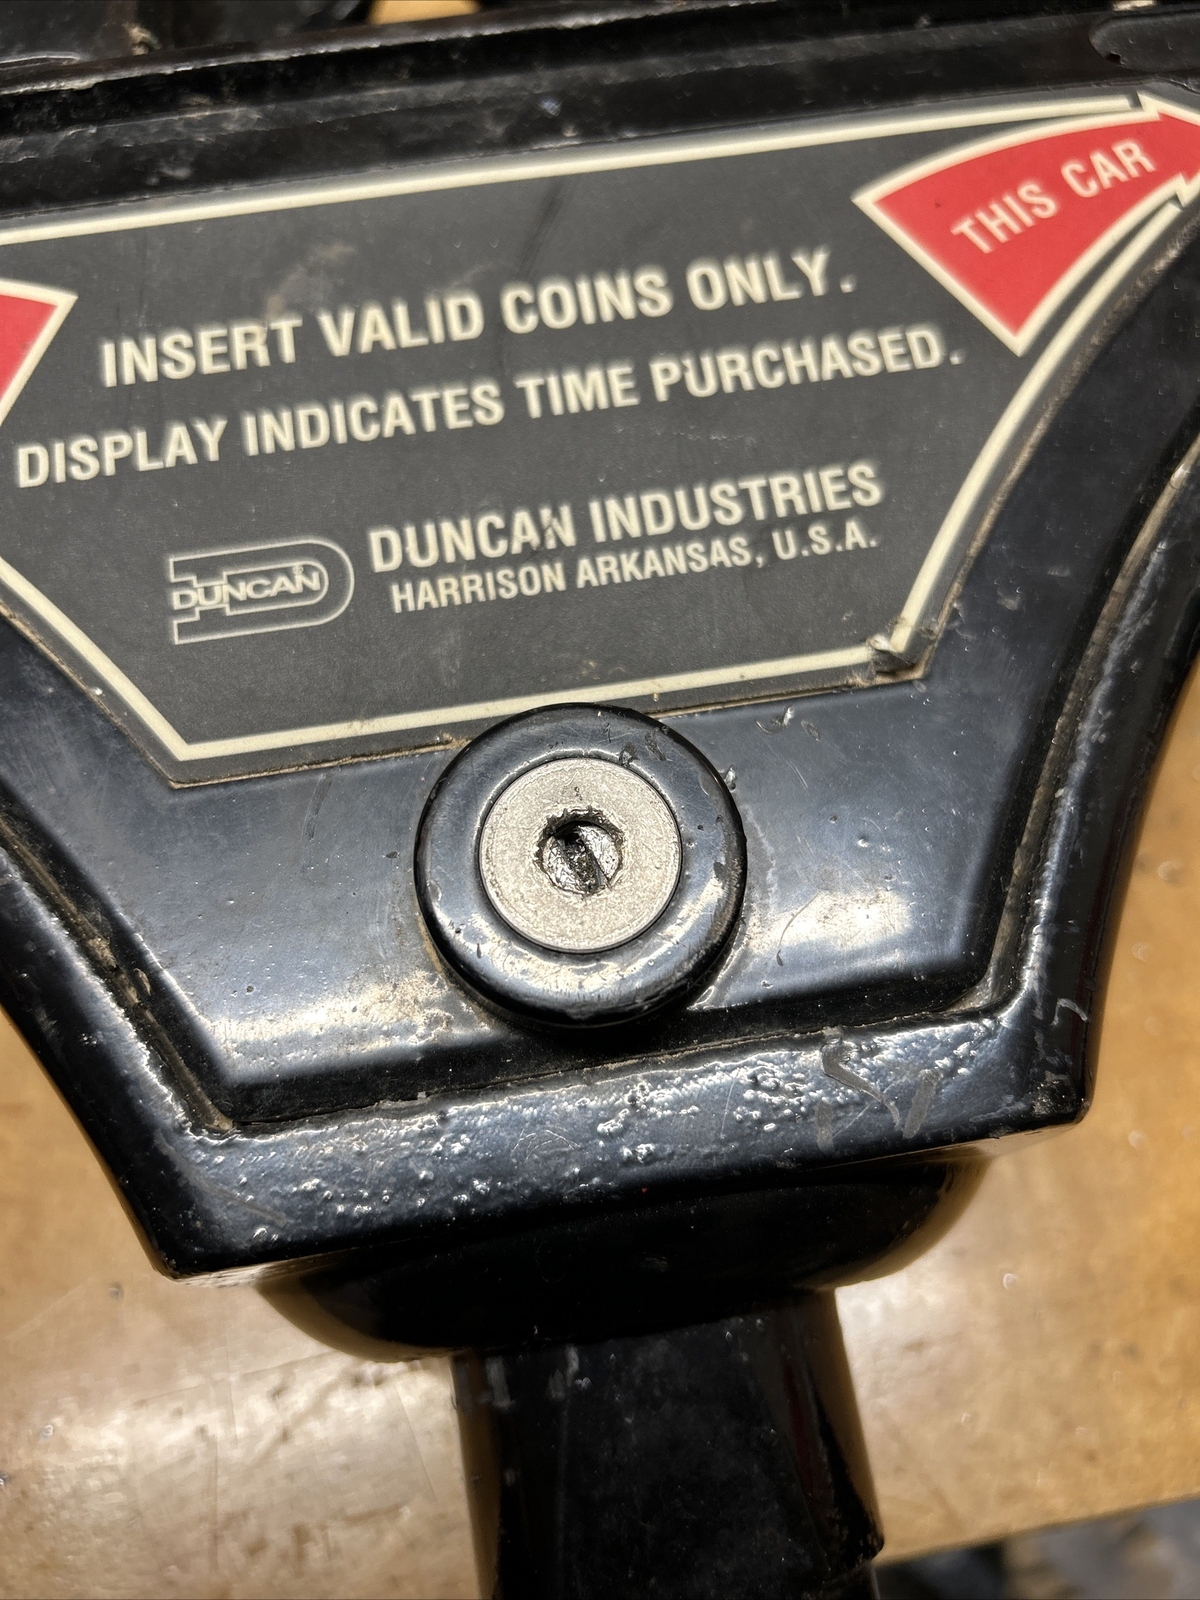 THIS CAR
INSERT VALID COINS ONLY.
DISPLAY INDICATES TIME PURCHASED.
DUNCAN®
DUNCAN INDUSTRIES
HARRISON ARKANSAS, U.S.A.